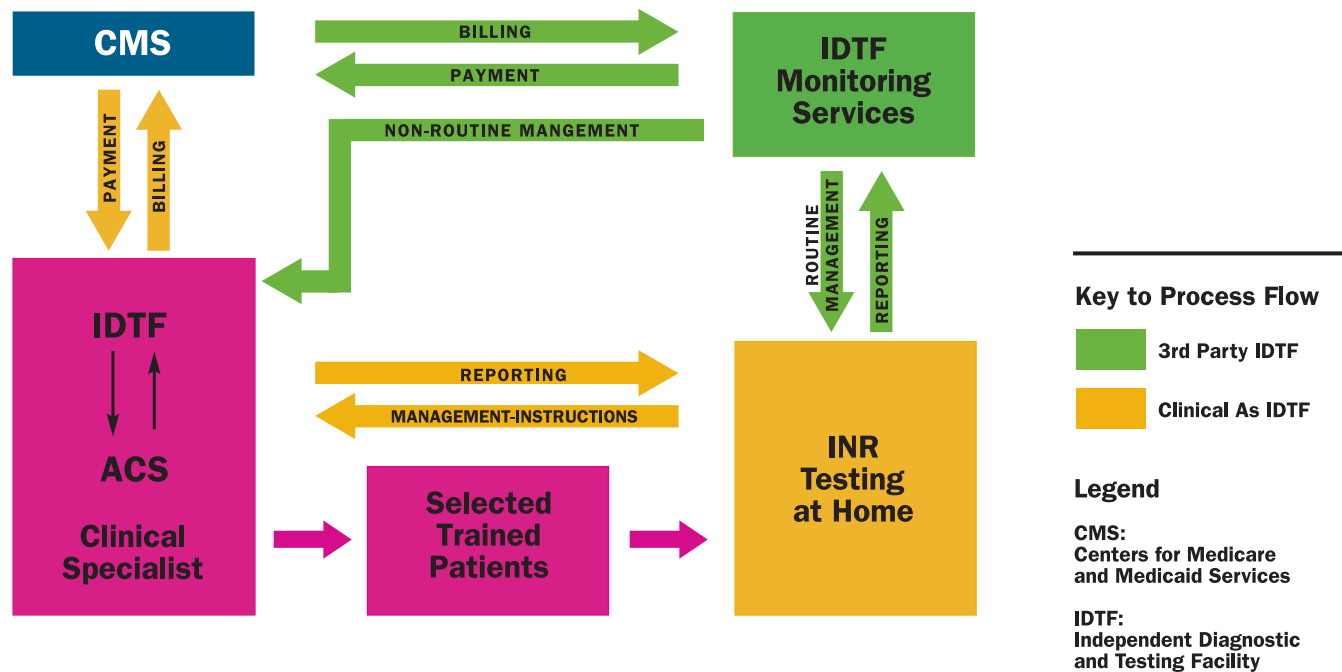 CMS
BILLING
PAYMENT
NON-ROUTINE MANGEMENT
IDTF
Monitoring
Services
PAYMENT
BILLING
ROUTINE
MANAGEMENT
REPORTING
IDTF
ACS
Clinical
Specialist
REPORTING
MANAGEMENT-INSTRUCTIONS
Selected
Trained
Patients
INR
Testing
at Home
Key to Process Flow
3rd Party IDTF
Clinical As IDTF
Legend
CMS:
Centers for Medicare
and Medicaid Services
IDTF:
Independent Diagnostic
and Testing Facility